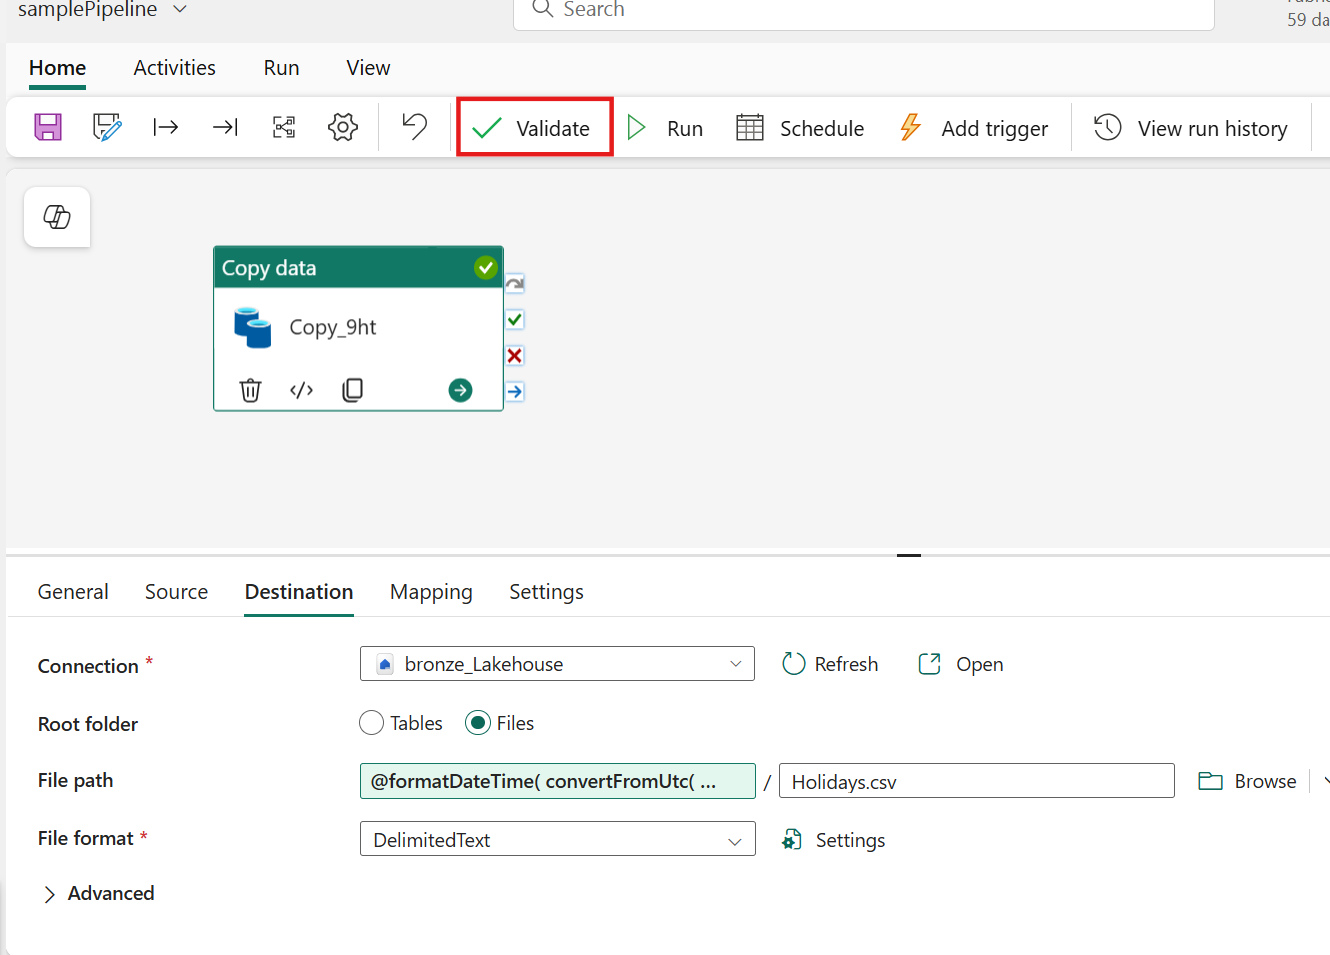 samplePipeline
Search
59 da
Home Activities Run View
Validate Run Schedule Add trigger View run history
Copy data
Copy_9ht
General Source Destination Mapping Settings
Connection * bronze_Lakehouse Refresh Open
Root folder Tables Files
File path @formatDateTime( convertFromUtc( ... / Holidays.csv Browse
File format * DelimitedText Settings
Advanced